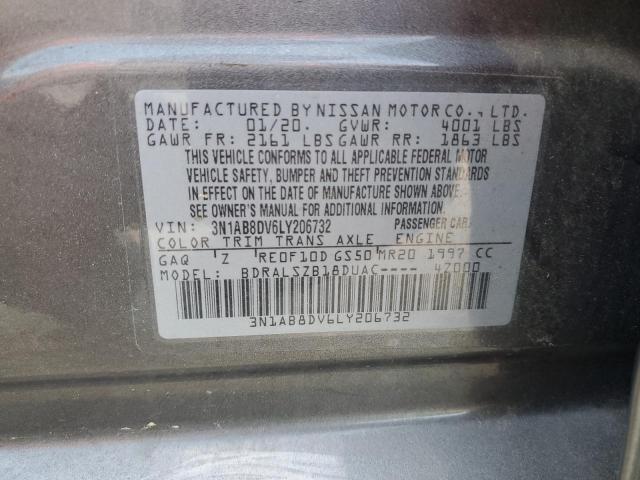 MANUFACTURED BY NISSAN MOTOR CO., LTD.
DATE: 01/20. GVWR: 4001 LBS
GAWR FR: 2161 LBS GAWR RR: 1863 LBS
THIS VEHICLE CONFORMS TO ALL APPLICABLE FEDERAL MOTOR
VEHICLE SAFETY, BUMPER AND THEFT PREVENTION STANDARDS
IN EFFECT ON THE DATE OF MANUFACTURE SHOWN ABOVE.
SEE OWNER'S MANUAL FOR ADDITIONAL INFORMATION.
VIN: 3N1AB8DV6LY206732 PASSENGER CAR
COLOR TRIM TRANS AXLE ENGINE
GAQ Z RE0F10D GS50 MR20 1997 CC
BDRALSZB18DUAC---- 4Z000
3N1AB8DV6LY206732